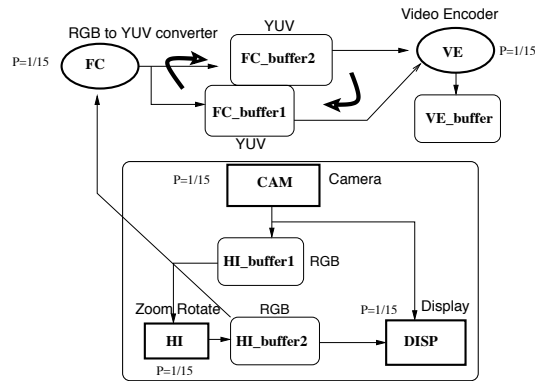 RGB to YUV converter
YUV
Video Encoder
P=1/15
FC
FC_buffer2
VE
P=1/15
FC_buffer1
VE_buffer
YUV
P=1/15
CAM
Camera
HI_buffer1
RGB
Zoom Rotate
RGB
P=1/15
Display
HI
HI_buffer2
DISP
P=1/15